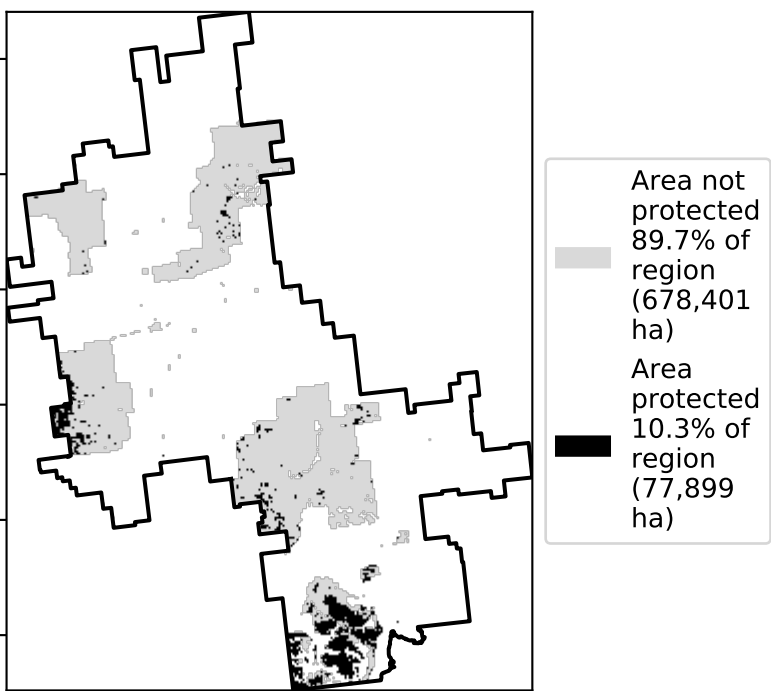 Area not
protected
89.7% of
region
(678,401
ha)
Area
protected
10.3% of
region
(77,899
ha)